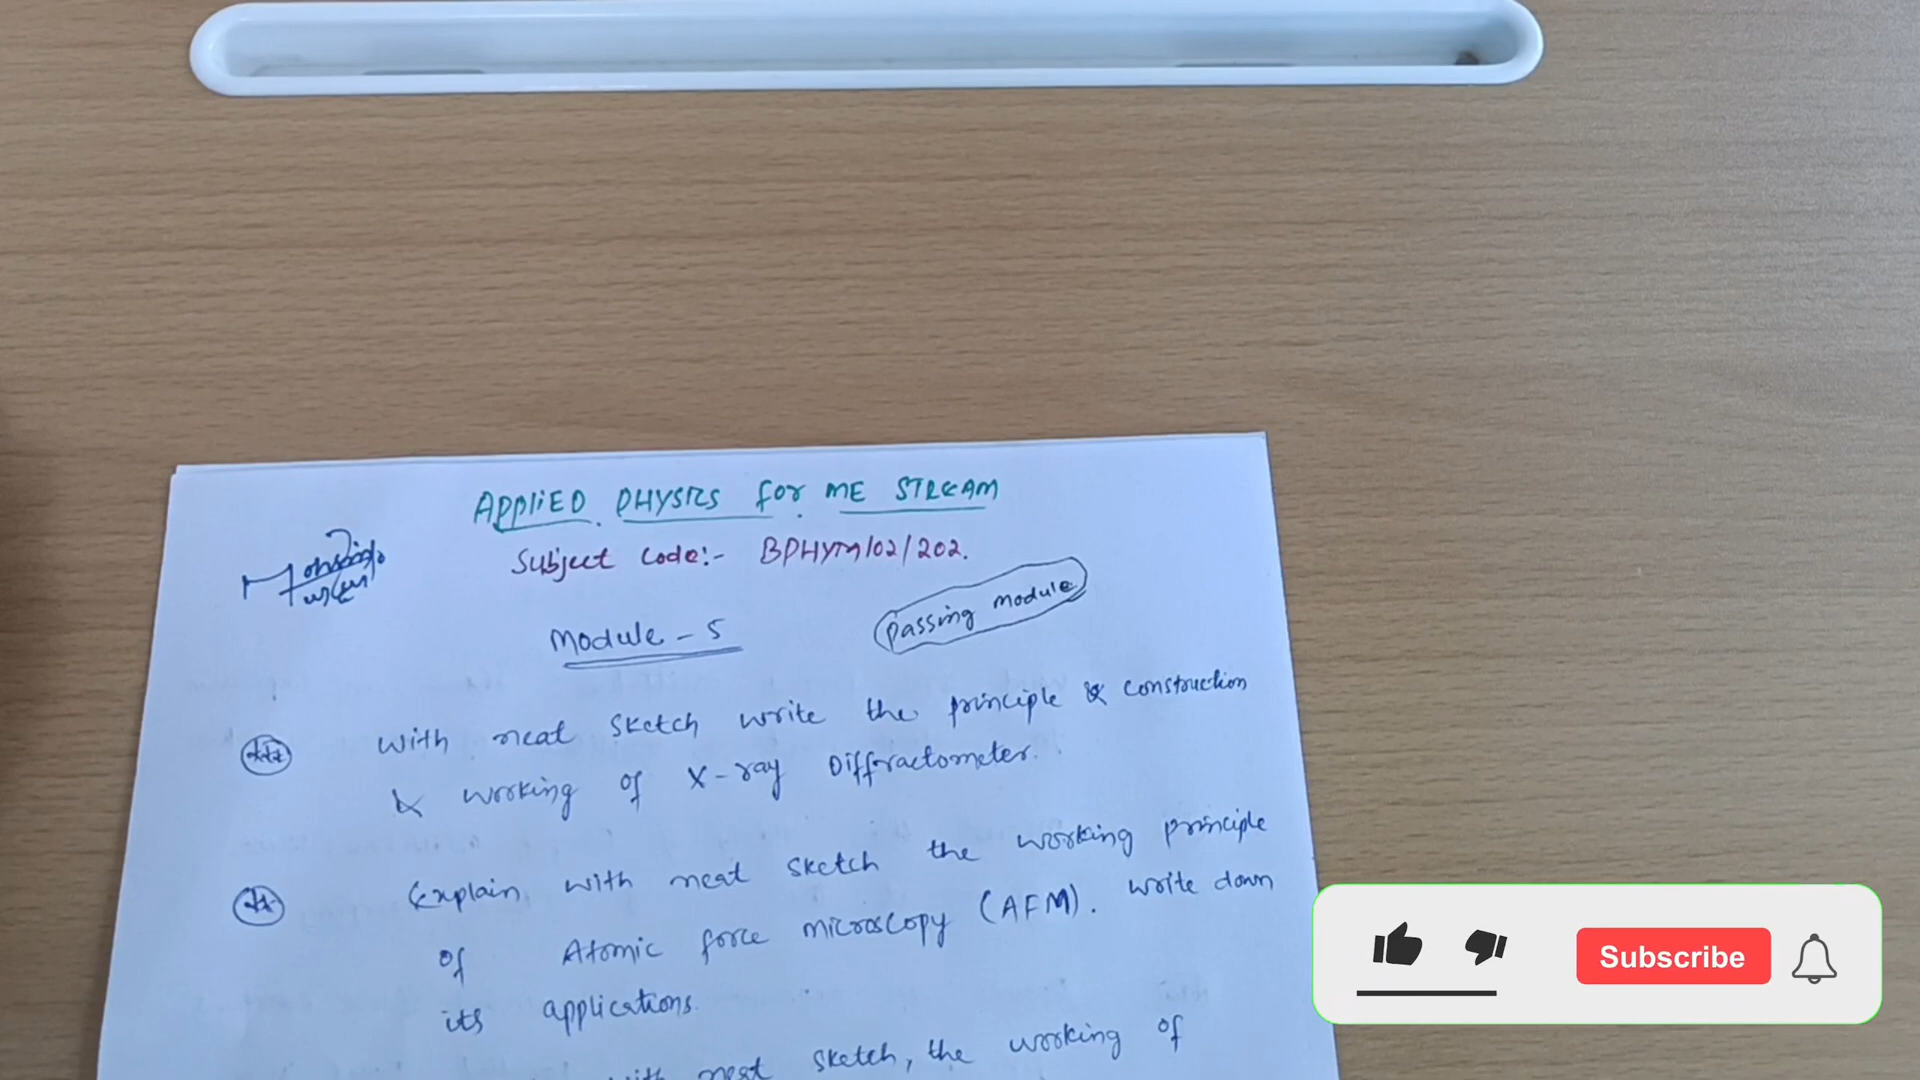 APPLIED PHYSICS for ME STREAM
Subject Code:- BPHYM102/202.
Module - 5
Passing module
With neat sketch write the principle & construction
& working of X-ray Diffractometer.
Explain, with neat sketch the working principle
of Atomic force microscopy (AFM). write down
its applications.
with neat sketch, the working of
Subscribe